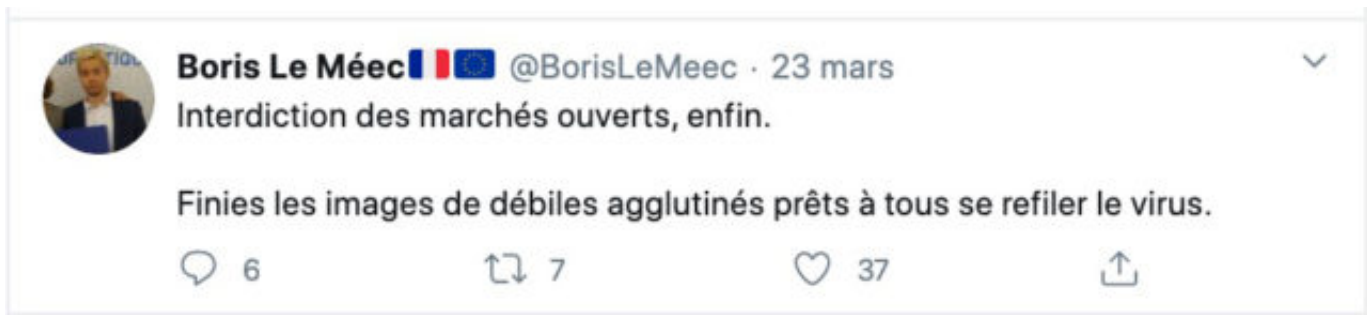 Boris Le Méec🇫🇷🇪🇺 @BorisLeMeec · 23 mars
Interdiction des marchés ouverts, enfin.
Finies les images de débiles agglutinés prêts à tous se refiler le virus.
6 7 37